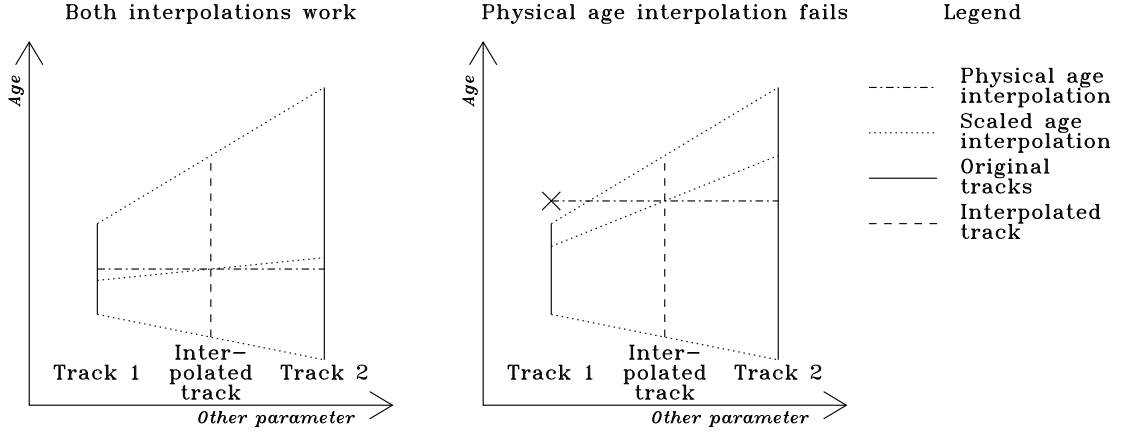 Both interpolations work
Age
Track 1
Inter-
polated
track
Track 2
Other parameter
Physical age interpolation fails
Age
Track 1
Inter-
polated
track
Track 2
Other parameter
Legend
Physical age
interpolation
Scaled age
interpolation
Original
tracks
Interpolated
track